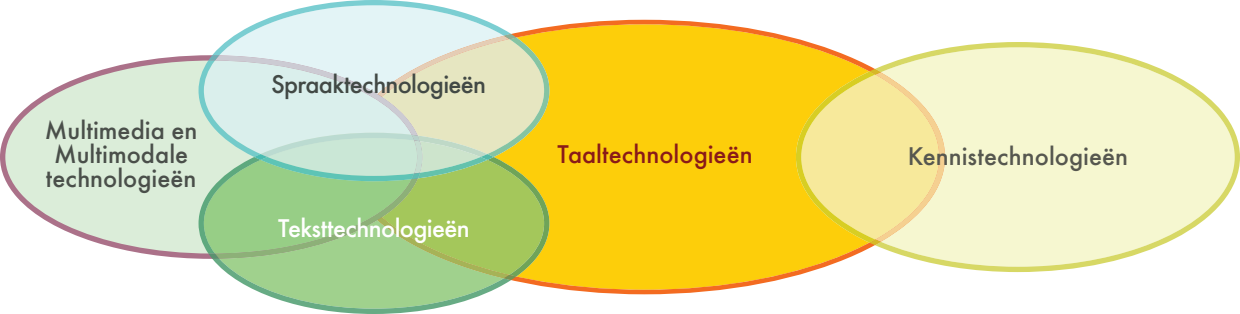 Spraaktechnologieën
Multimedia en
Multimodale
technologieën
Taaltechnologieën
Kennistechnologieën
Teksttechnologieën